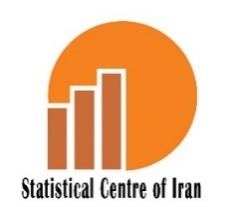 Statistical Centre of Iran